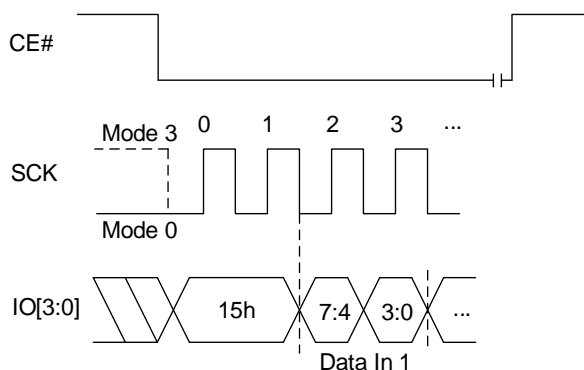 CE#
Mode 3 0 1 2 3 ...
SCK
Mode 0
IO[3:0] 15h 7:4 3:0 ...
Data In 1